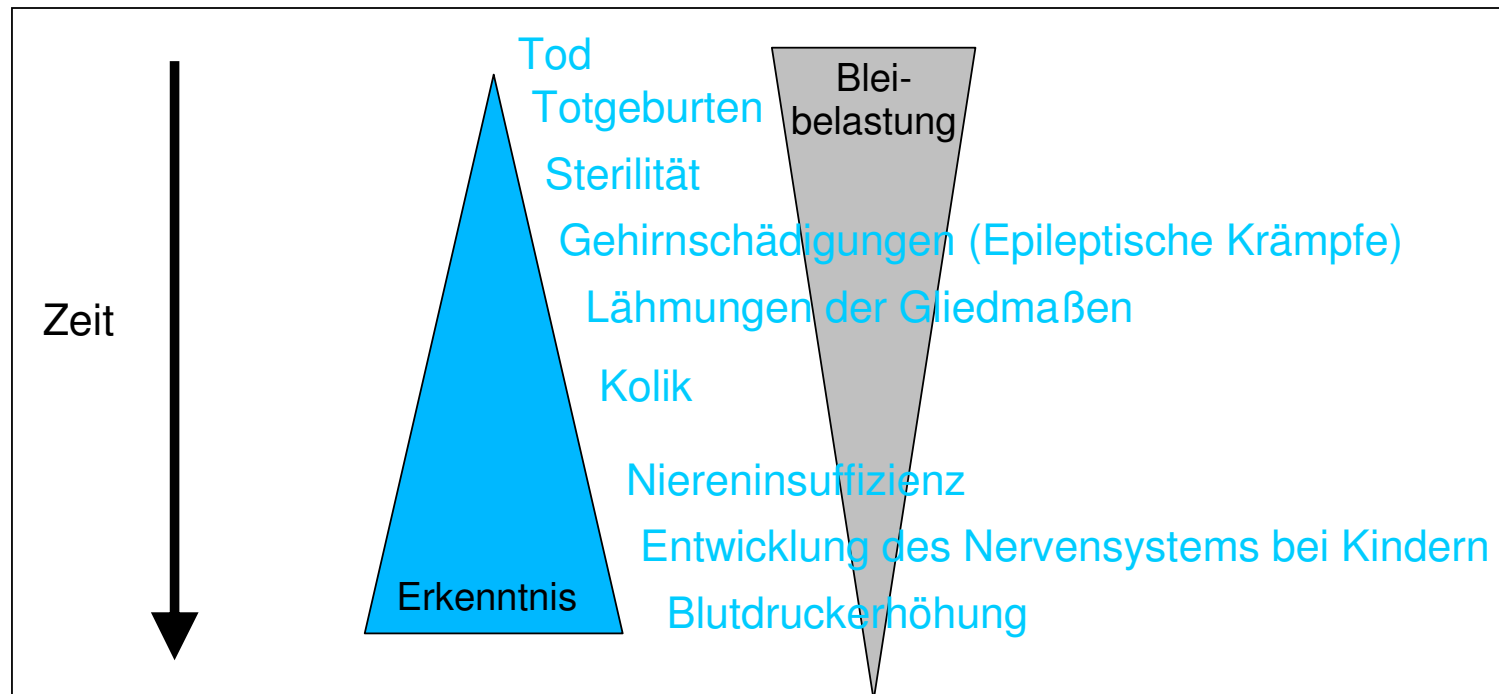 Tod
Totgeburten
Sterilität
Gehirnschädigungen (Epileptische Krämpfe)
Lähmungen der Gliedmaßen
Kolik
Niereninsuffizienz
Entwicklung des Nervensystems bei Kindern
Blutdruckerhöhung
Blei-
belastung
Zeit
Erkenntnis